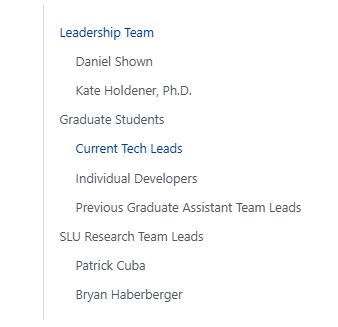 Leadership Team
Daniel Shown
Kate Holdener, Ph.D.
Graduate Students
Current Tech Leads
Individual Developers
Previous Graduate Assistant Team Leads
SLU Research Team Leads
Patrick Cuba
Bryan Haberberger